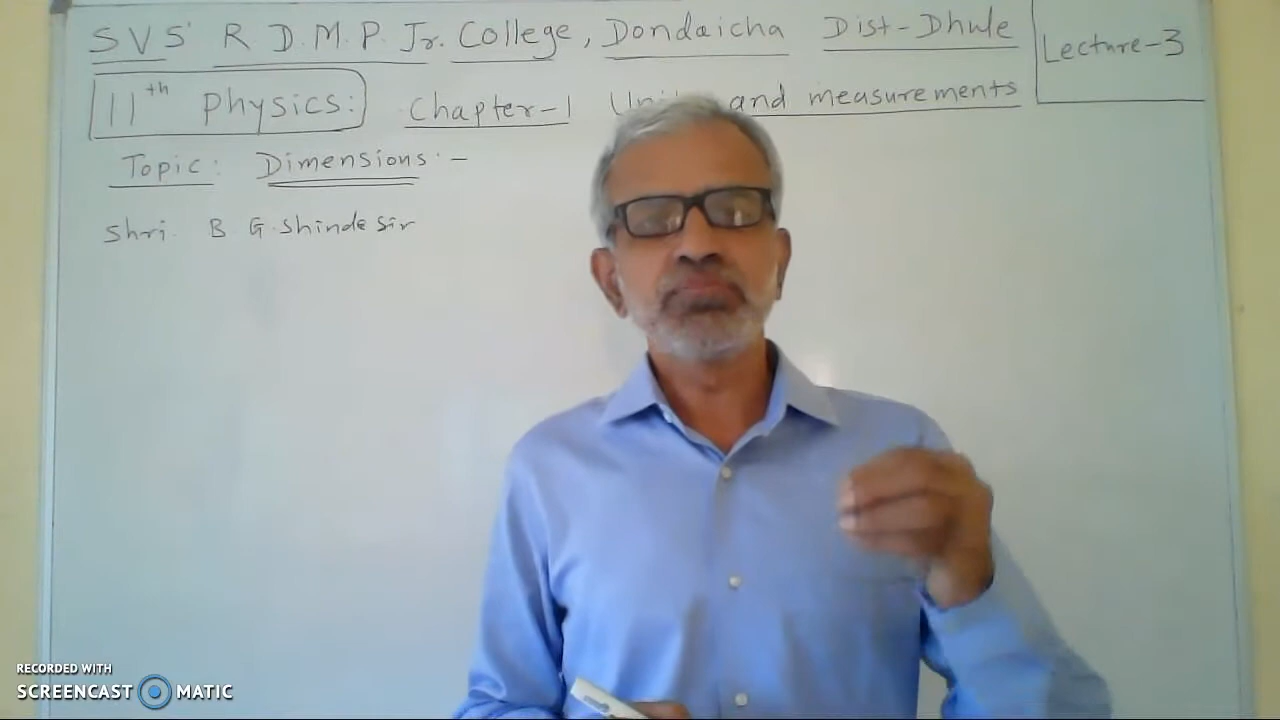 SVS' R D.M.P. Jr. College, Dondaicha Dist-Dhule
Lecture-3
11th Physics: Chapter-1 and measurements
Topic: Dimensions:-
Shri. B G. Shinde Sir
RECORDED WITH
SCREENCAST MATIC